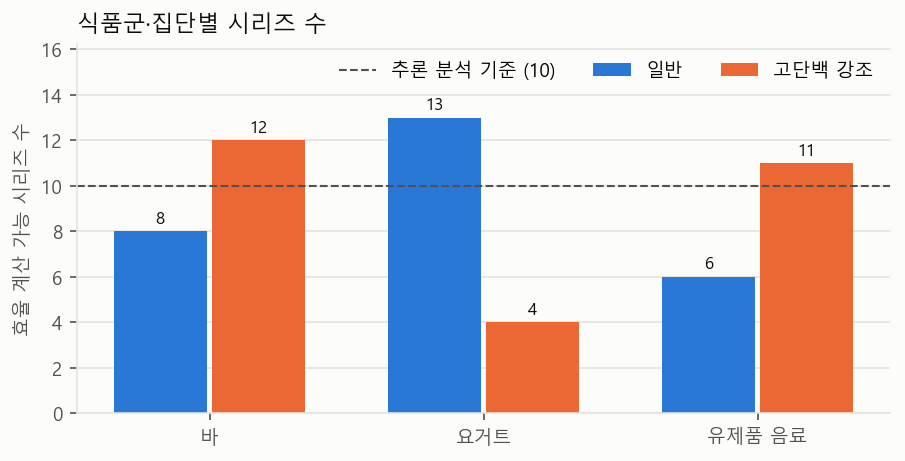 식품군·집단별 시리즈 수
효율 계산 가능 시리즈 수
16
14
12
10
8
6
4
2
0
추론 분석 기준 (10)
일반
고단백 강조
8
12
13
4
6
11
바
요거트
유제품 음료